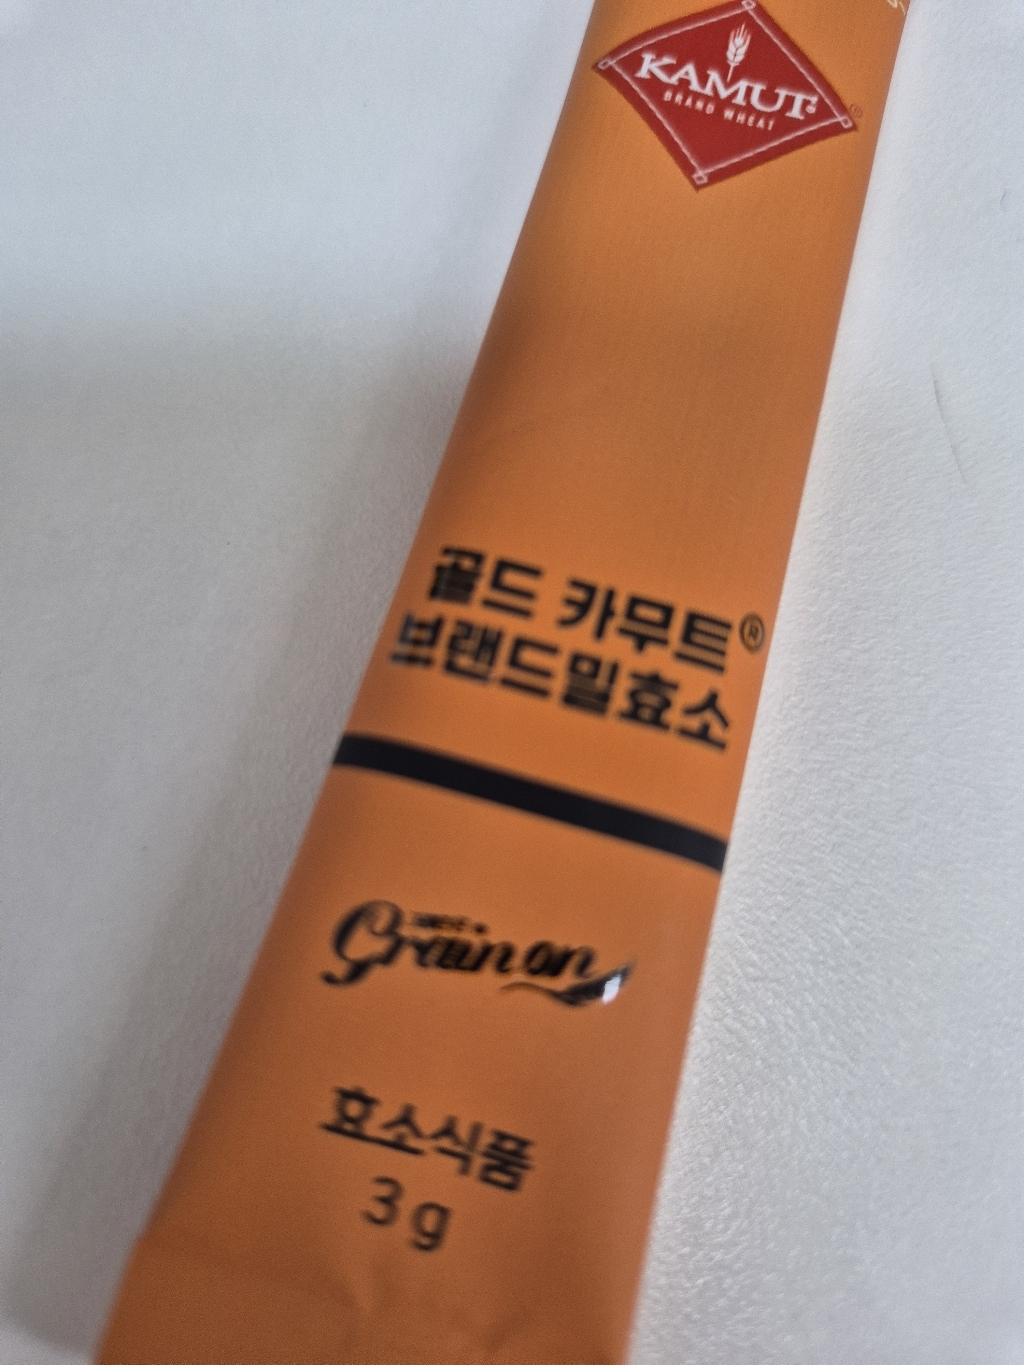 KAMUT®
BRAND WHEAT
골드 카무트®
브랜드밀효소
Grain on
효소식품
3 g